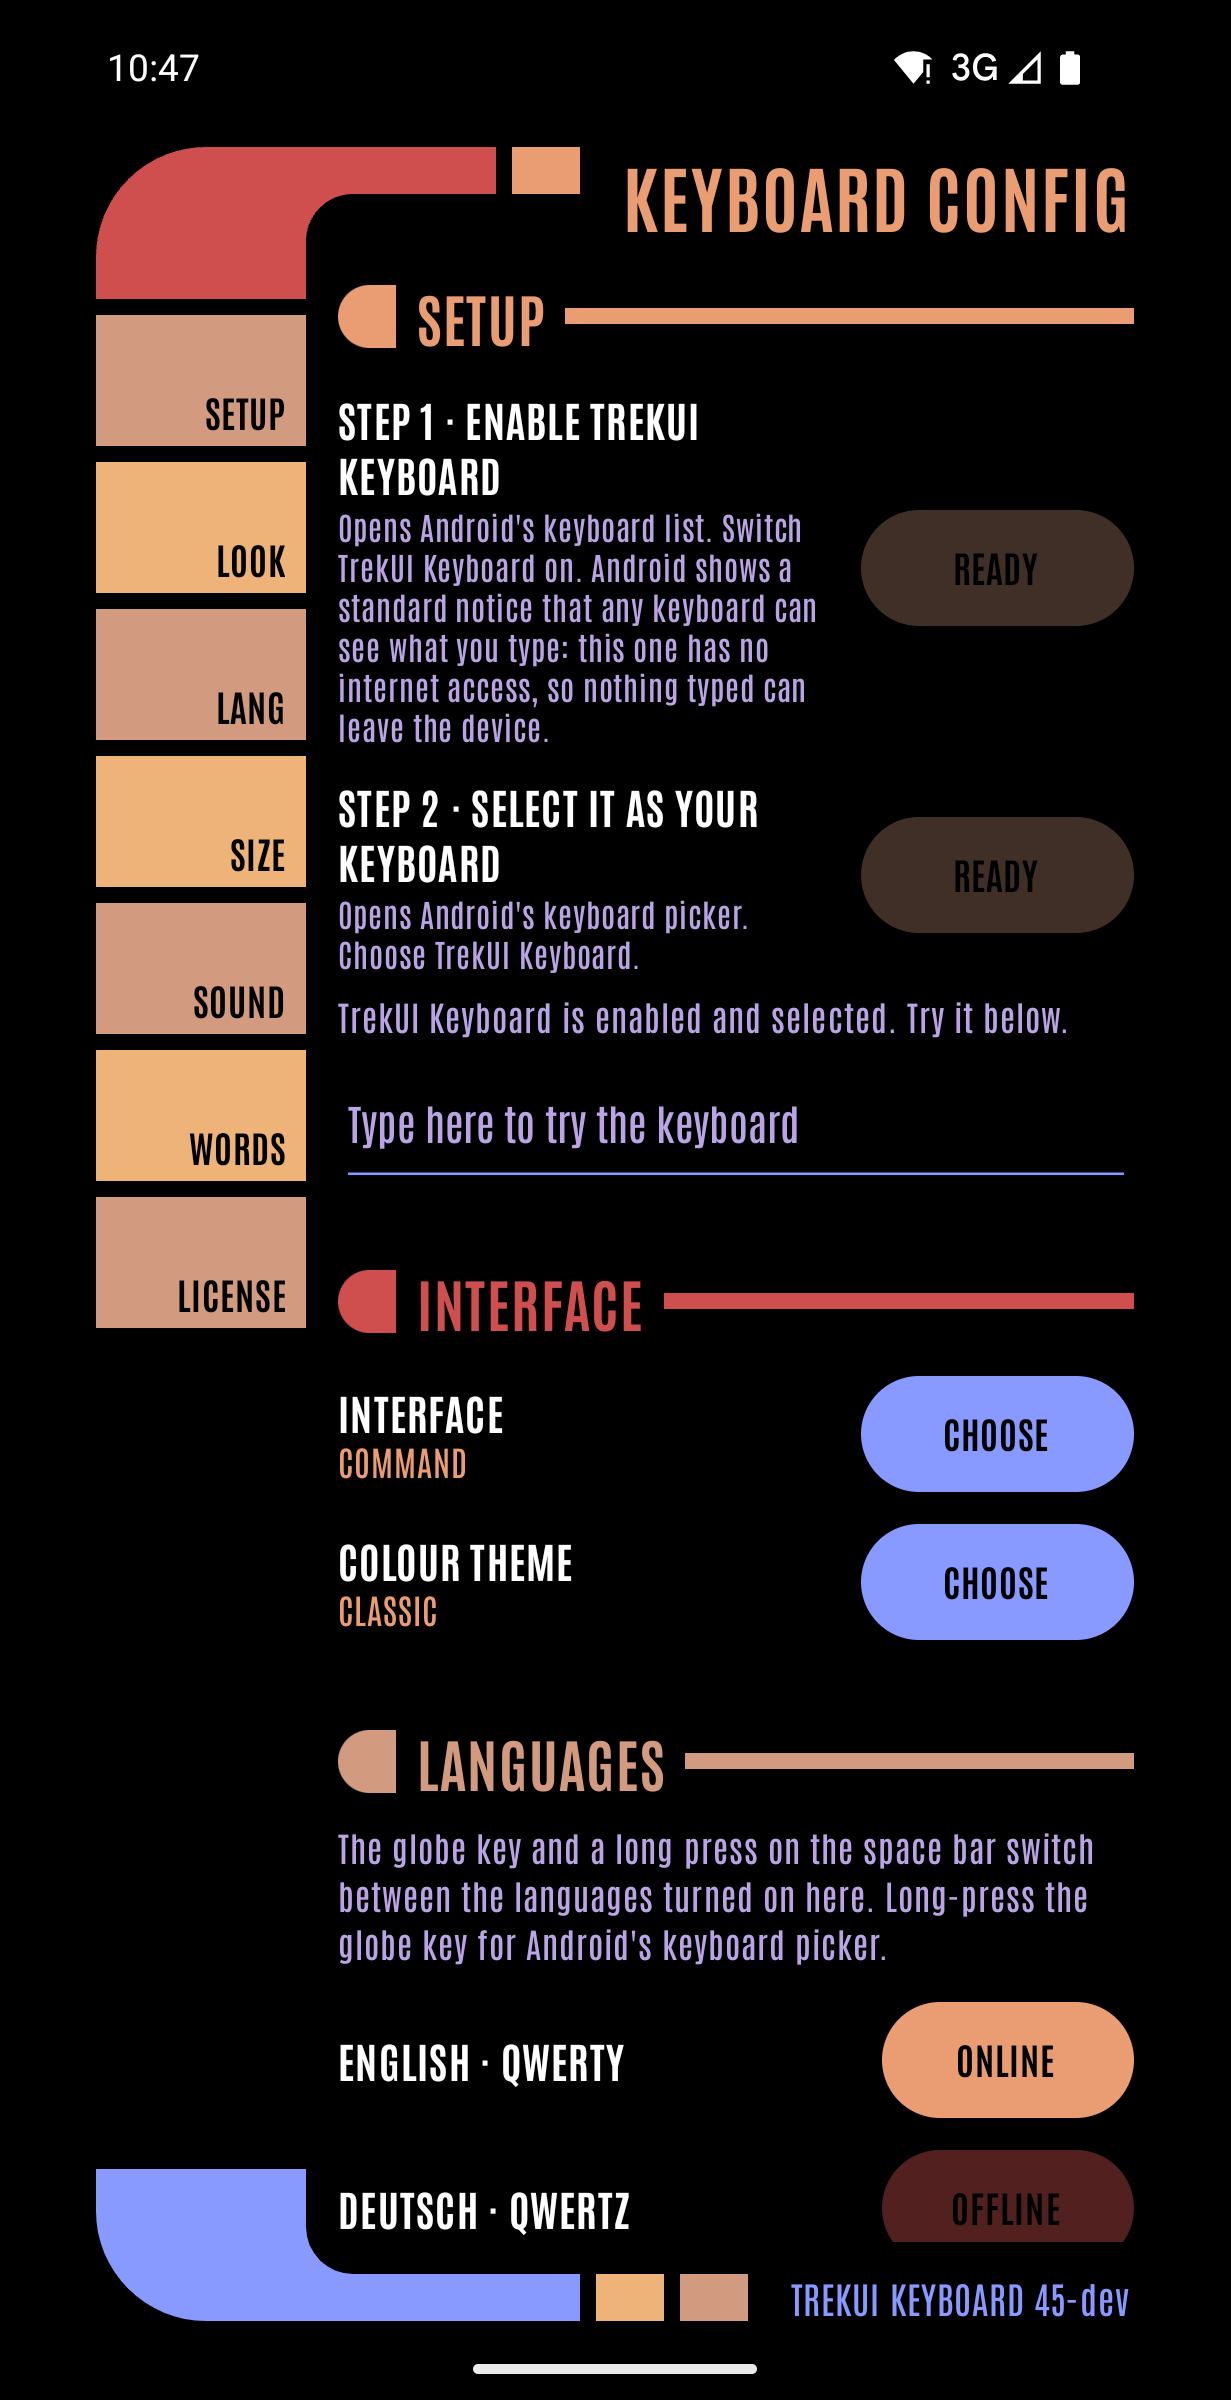 10:47
3G
KEYBOARD CONFIG
SETUP
SETUP
LOOK
LANG
SIZE
SOUND
WORDS
LICENSE
STEP 1 · ENABLE TREKUI
KEYBOARD
Opens Android's keyboard list. Switch
TrekUI Keyboard on. Android shows a
standard notice that any keyboard can
see what you type: this one has no
internet access, so nothing typed can
leave the device.
READY
STEP 2 · SELECT IT AS YOUR
KEYBOARD
Opens Android's keyboard picker.
Choose TrekUI Keyboard.
READY
TrekUI Keyboard is enabled and selected. Try it below.
Type here to try the keyboard
INTERFACE
INTERFACE
COMMAND
CHOOSE
COLOUR THEME
CLASSIC
CHOOSE
LANGUAGES
The globe key and a long press on the space bar switch
between the languages turned on here. Long-press the
globe key for Android's keyboard picker.
ENGLISH · QWERTY
ONLINE
DEUTSCH · QWERTZ
OFFLINE
TREKUI KEYBOARD 45-dev